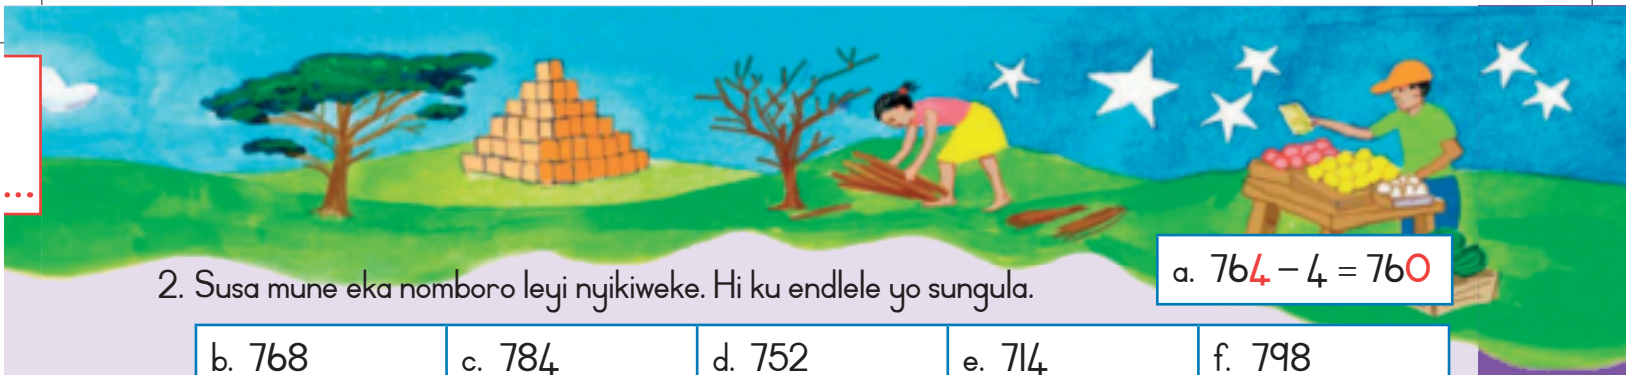 ...
2. Susa mune eka nomboro leyi nyikiweke. Hi ku endlele yo sungula.
a. 764 – 4 = 760
b. 768 c. 784 d. 752 e. 714 f. 798